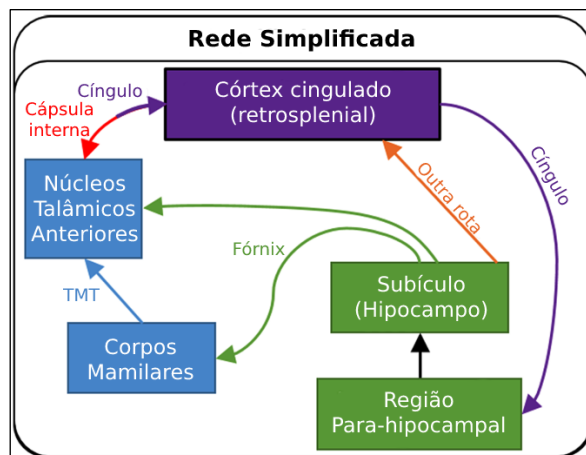 Rede Simplificada
Cíngulo
Cápsula
interna
Córtex cingulado
(retrosplenial)
Cíngulo
Outra rota
Núcleos
Talâmicos
Anteriores
Fórnix
TMT
Subículo
(Hipocampo)
Corpos
Mamilares
Região
Para-hipocampal